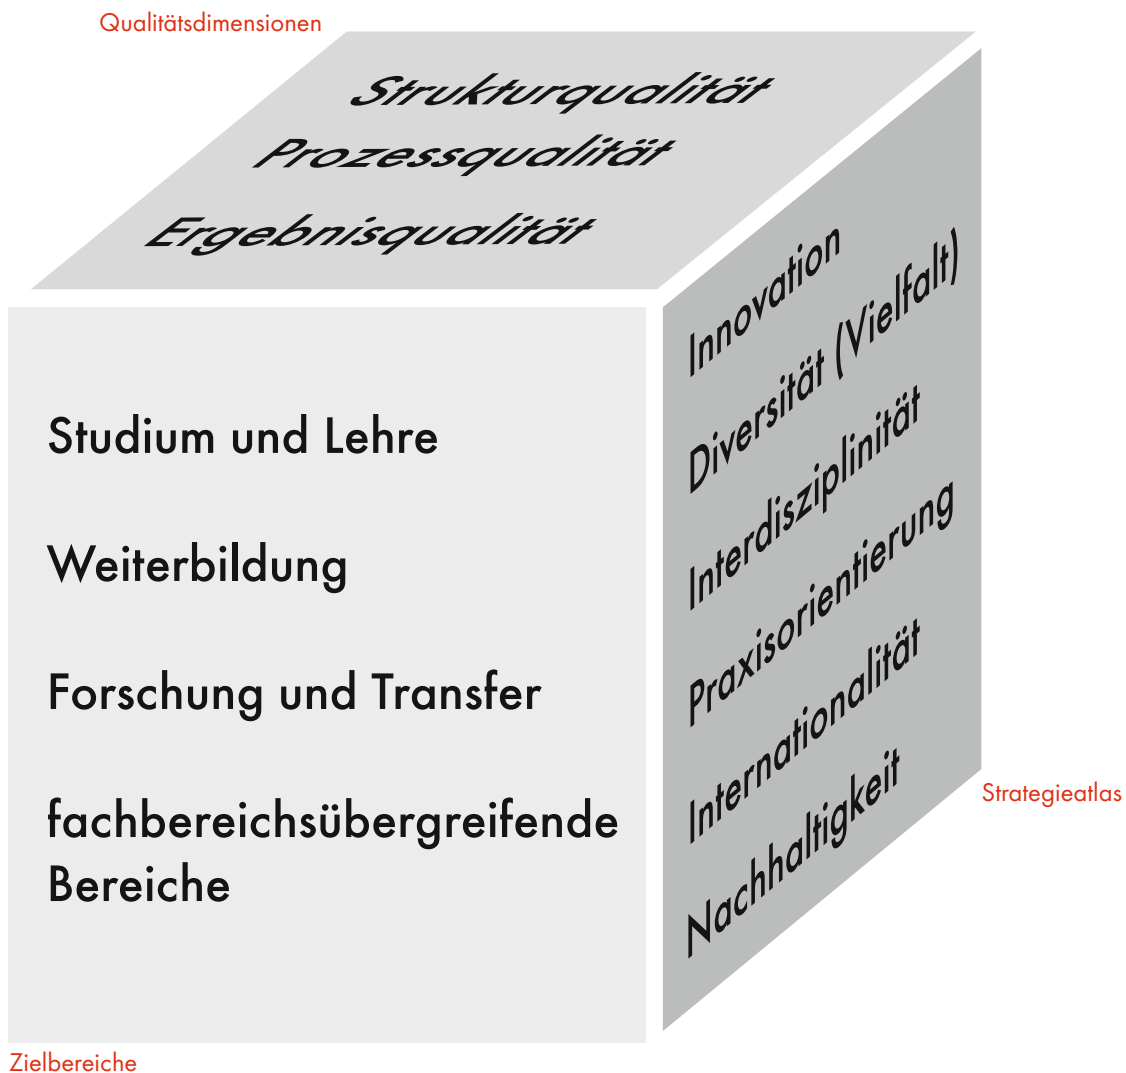 Qualitätsdimensionen
Strukturqualität
Prozessqualität
Ergebnisqualität
Studium und Lehre
Weiterbildung
Forschung und Transfer
fachbereichsübergreifende
Bereiche
Zielbereiche
Innovation
Diversität (Vielfalt)
Interdisziplinität
Praxisorientierung
Internationalität
Nachhaltigkeit
Strategieatlas